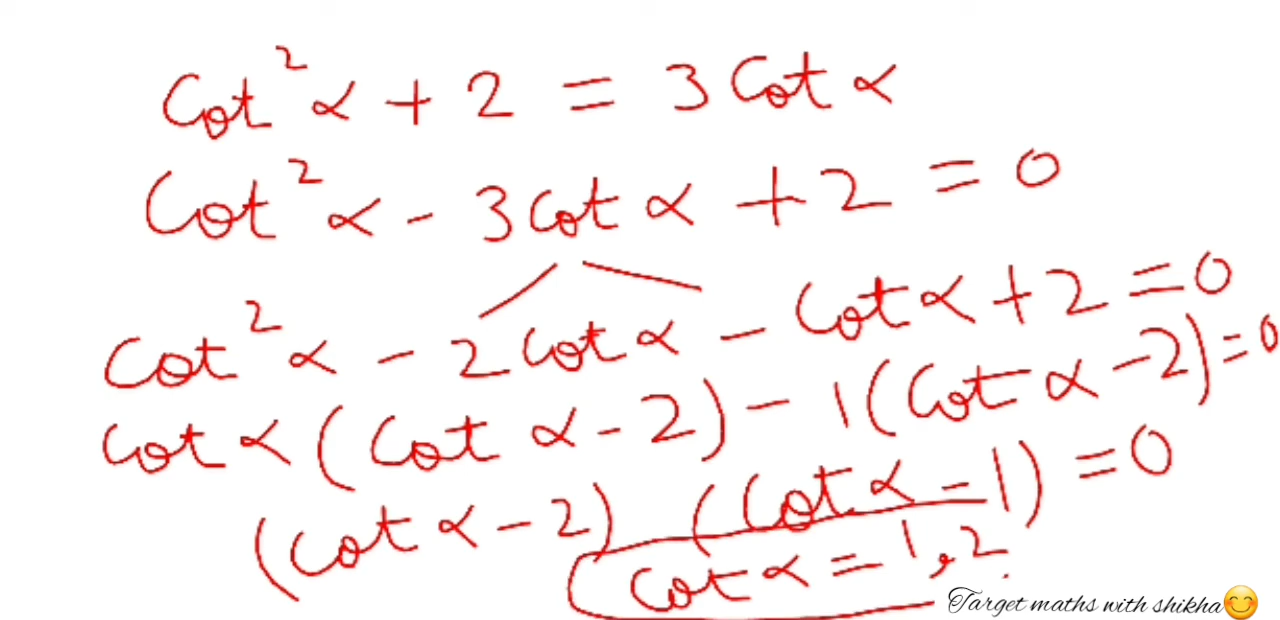 Cot²α + 2 = 3 Cot α
Cot²α - 3 Cot α + 2 = 0
Cot²α - 2 Cot α - Cot α + 2 = 0
Cot α (Cot α - 2) - 1 (Cot α - 2) = 0
(Cot α - 2) (Cot α - 1) = 0
Cot α = 1, 2.
Target maths with shikha😊